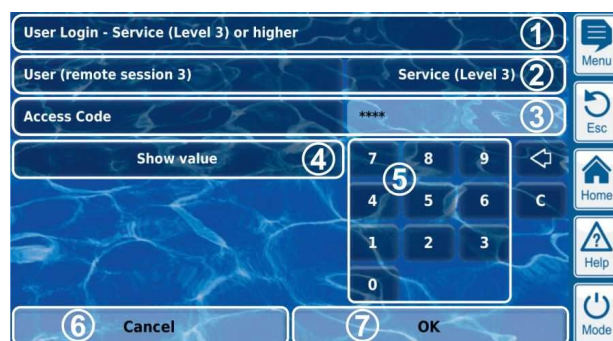 User Login - Service (Level 3) or higher 1
User (remote session 3) Service (Level 3) 2
Access Code **** 3
Show value 4
5
7 8 9
4 5 6 C
1 2 3
0
6 Cancel 7 OK
Menu
Esc
Home
Help
Mode